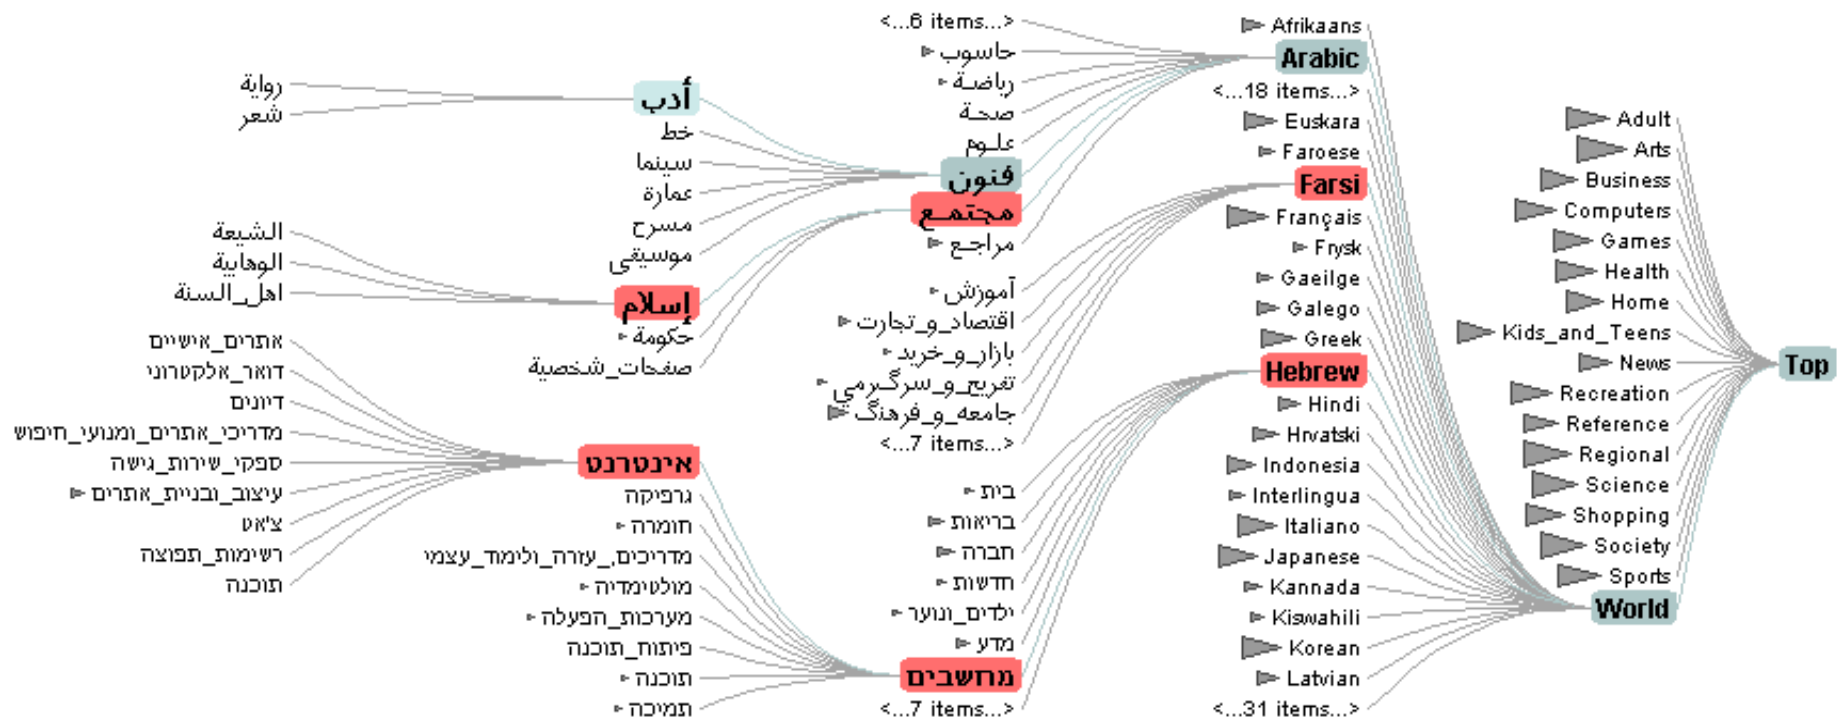 Top
Adult
Arts
Business
Computers
Games
Health
Home
Kids_and_Teens
News
Recreation
Reference
Regional
Science
Shopping
Society
Sports
World
Afrikaans
Arabic
<...18 items...>
Euskara
Faroese
Farsi
Français
Frysk
Gaeilge
Galego
Greek
Hebrew
Hindi
Hrvatski
Indonesia
Interlingua
Italiano
Japanese
Kannada
Kiswahili
Korean
Latvian
<...31 items...>
<...6 items...>
حاسوب
رياضة
صحة
علوم
فنون
مجتمع
مراجع
آموزش
اقتصاد_و_تجارت
بازار_و_خريد
تفريح_و_سرگرمي
جامعه_و_فرهنگ
<...7 items...>
בית
בריאות
חברה
חדשות
ילדים_ונוער
מדע
מחשבים
<...7 items...>
أدب
خط
سينما
عمارة
مسرح
موسيقى
إسلام
حكومة
صفحات_شخصية
אינטרנט
גרפיקה
חומרה
מדריכים,_עזרה_ולימוד_עצמי
מולטימדיה
מערכות_הפעלה
פיתוח_תוכנה
תוכנה
תמיכה
رواية
شعر
الشيعة
الوهابية
اهل_السنة
אתרים_אישיים
דואר_אלקטרוני
דיונים
מדריכי_אתרים_ומנועי_חיפוש
ספקי_שירות_גישה
עיצוב_ובניית_אתרים
צ'אט
רשימות_תפוצה
תוכנה